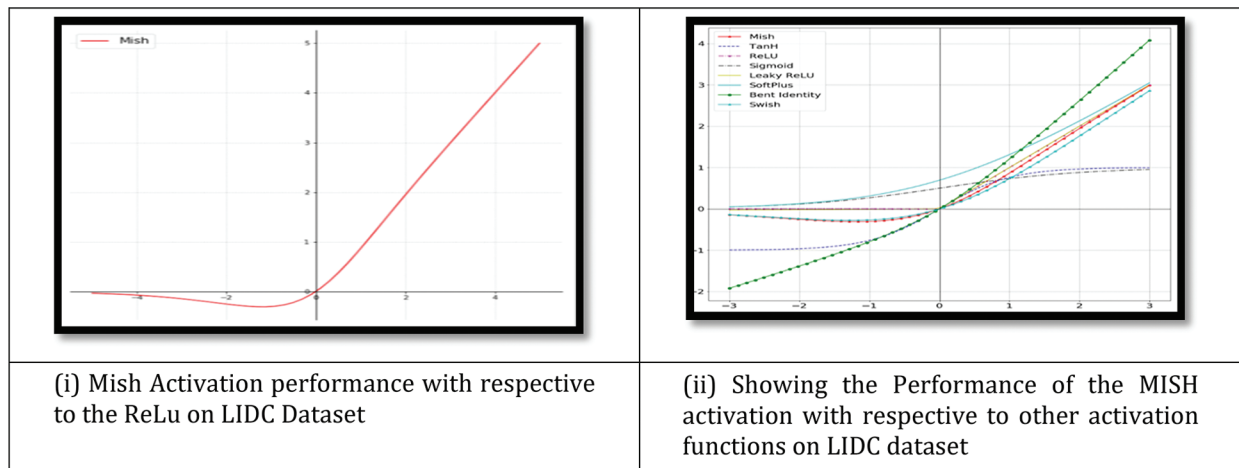 Mish
5
4
3
2
1
-4
-2
0
2
4
Mish
TanH
ReLU
Sigmoid
Leaky ReLU
SoftPlus
Bent Identity
Swish
4
3
2
1
0
-1
-2
-3
-2
-1
0
1
2
3
(i) Mish Activation performance with respective
to the ReLu on LIDC Dataset
(ii) Showing the Performance of the MISH
activation with respective to other activation
functions on LIDC dataset